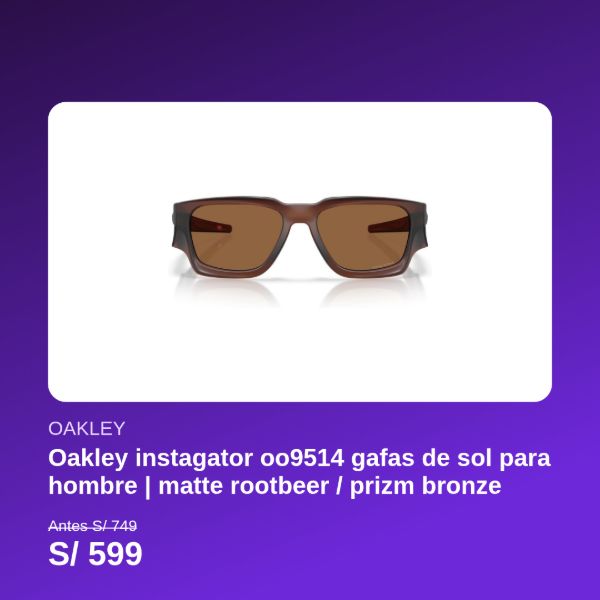 OAKLEY
Oakley instagator oo9514 gafas de sol para
hombre | matte rootbeer / prizm bronze
Antes S/ 749
S/ 599